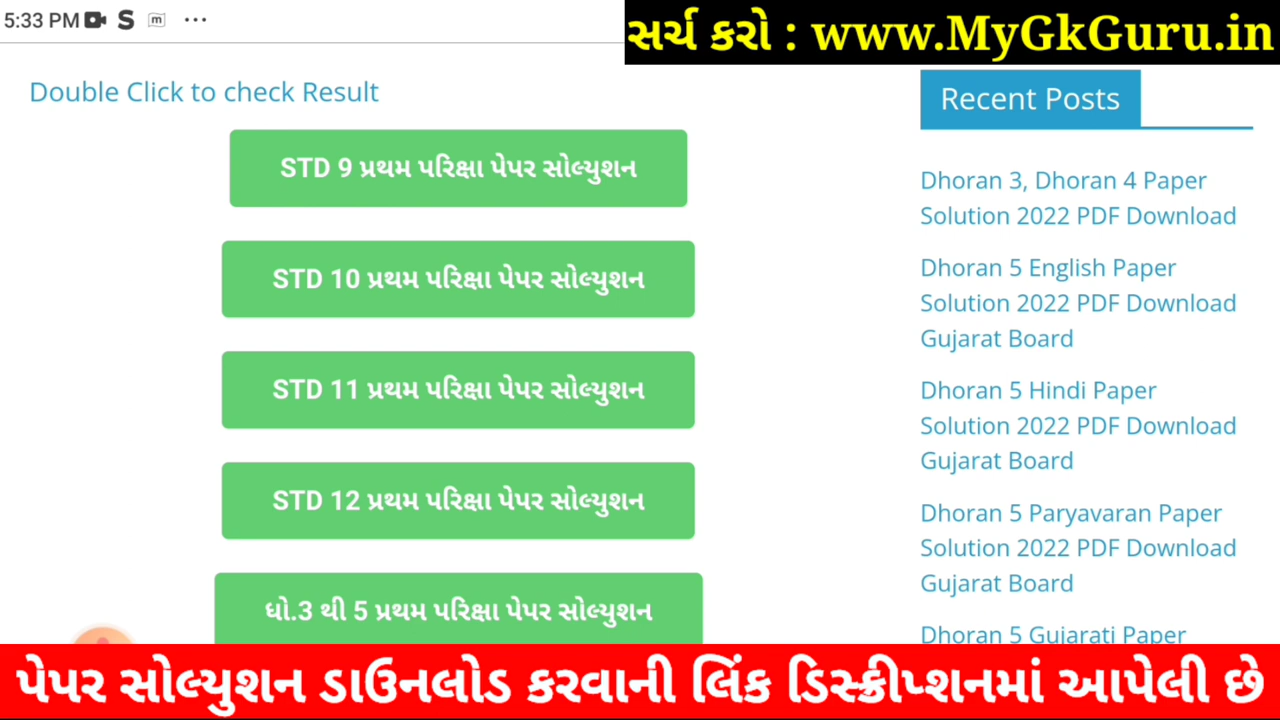 5:33 PM S m ...
સર્ચ કરો : www.MyGkGuru.in
Double Click to check Result
STD 9 પ્રથમ પરિક્ષા પેપર સોલ્યુશન
STD 10 પ્રથમ પરિક્ષા પેપર સોલ્યુશન
STD 11 પ્રથમ પરિક્ષા પેપર સોલ્યુશન
STD 12 પ્રથમ પરિક્ષા પેપર સોલ્યુશન
ધો.3 થી 5 પ્રથમ પરિક્ષા પેપર સોલ્યુશન
Recent Posts
Dhoran 3, Dhoran 4 Paper
Solution 2022 PDF Download
Dhoran 5 English Paper
Solution 2022 PDF Download
Gujarat Board
Dhoran 5 Hindi Paper
Solution 2022 PDF Download
Gujarat Board
Dhoran 5 Paryavaran Paper
Solution 2022 PDF Download
Gujarat Board
Dhoran 5 Gujarati Paper
પેપર સોલ્યુશન ડાઉનલોડ કરવાની લિંક ડિસ્ક્રીપ્શનમાં આપેલી છે